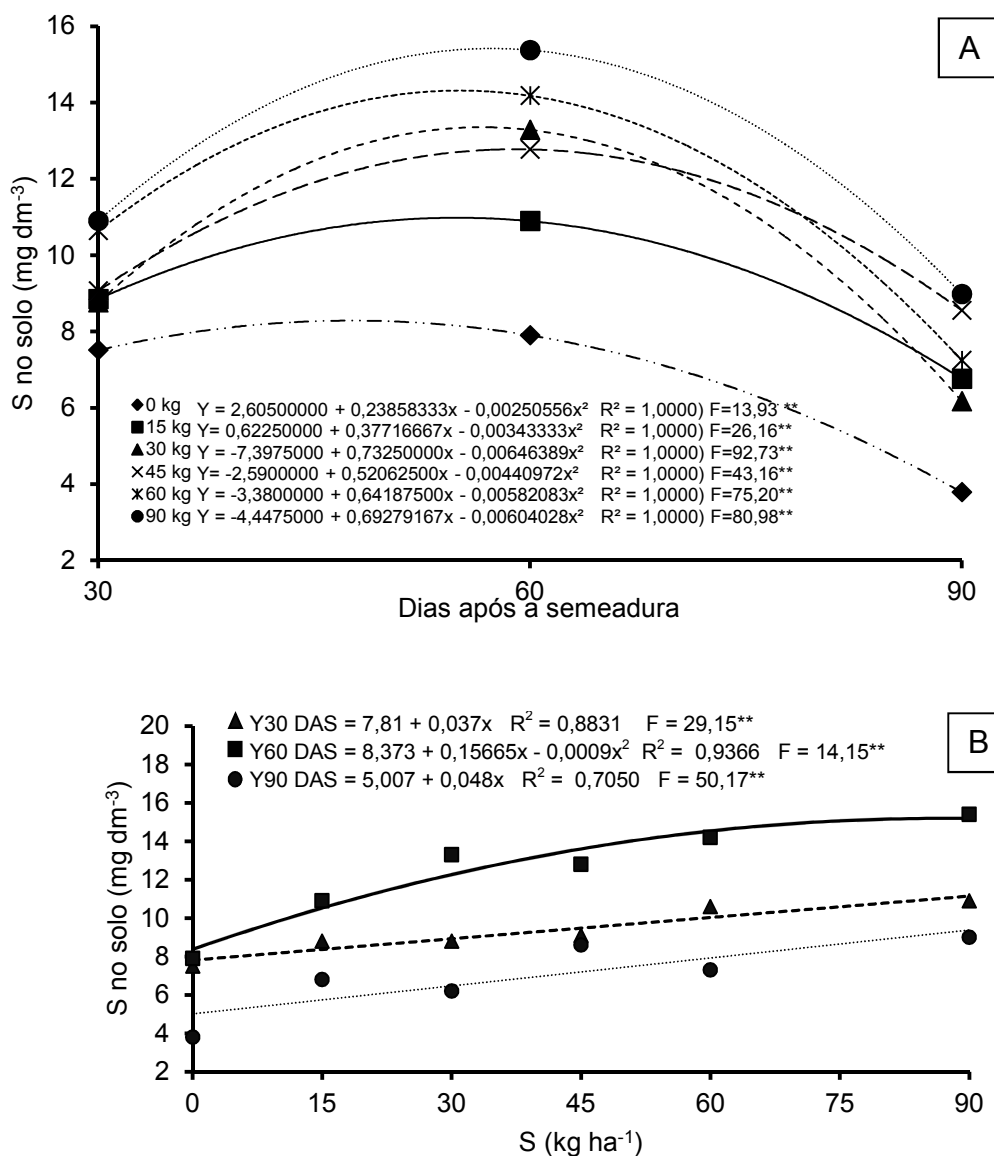 A
16
14
12
10
8
6
4
2
S no solo (mg dm-3)
0 kg Y = 2,60500000 + 0,23858333x - 0,00250556x² R² = 1,0000) F=13,93 **
15 kg Y= 0,62250000 + 0,37716667x - 0,00343333x² R² = 1,0000) F=26,16**
30 kg Y= -7,3975000 + 0,73250000x - 0,00646389x² R² = 1,0000) F=92,73**
45 kg Y= -2,5900000 + 0,52062500x - 0,00440972x² R² = 1,0000) F=43,16**
60 kg Y= -3,3800000 + 0,64187500x - 0,00582083x² R² = 1,0000) F=75,20**
90 kg Y = -4,4475000 + 0,69279167x - 0,00604028x² R² = 1,0000) F=80,98**
30 60 90
Dias após a semeadura
B
Y30 DAS = 7,81 + 0,037x R² = 0,8831 F = 29,15**
Y60 DAS = 8,373 + 0,15665x - 0,0009x² R² = 0,9366 F = 14,15**
Y90 DAS = 5,007 + 0,048x R² = 0,7050 F = 50,17**
20
18
16
14
12
10
8
6
4
2
S no solo (mg dm-3)
0 15 30 45 60 75 90
S (kg ha-1)